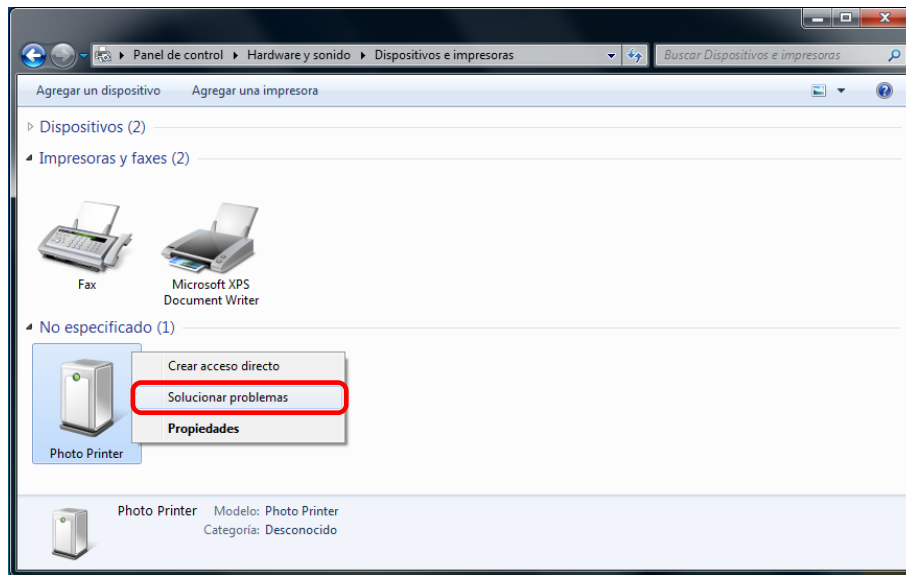 Panel de control Hardware y sonido Dispositivos e impresoras
Buscar Dispositivos e impresoras
Agregar un dispositivo Agregar una impresora
Dispositivos (2)
Impresoras y faxes (2)
Fax
Microsoft XPS
Document Writer
No especificado (1)
Crear acceso directo
Solucionar problemas
Propiedades
Photo Printer
Photo Printer Modelo: Photo Printer
Categoría: Desconocido